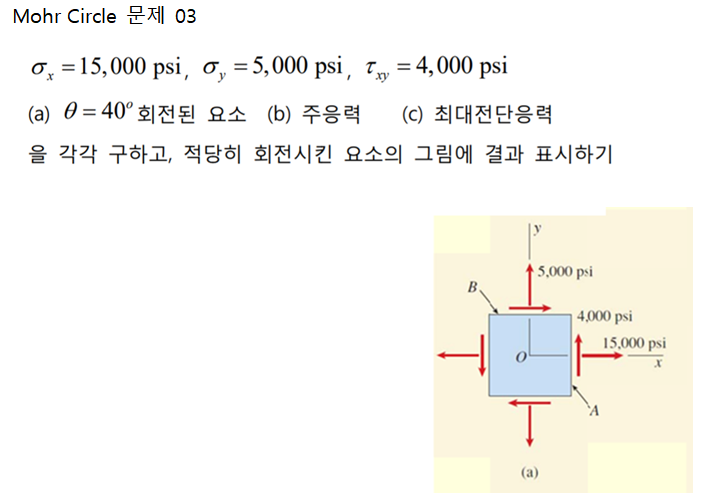 Mohr Circle 문제 03
σx = 15,000 psi, σy = 5,000 psi, τxy = 4,000 psi
(a) θ = 40° 회전된 요소 (b) 주응력 (c) 최대전단응력
을 각각 구하고, 적당히 회전시킨 요소의 그림에 결과 표시하기
y
5,000 psi
B
4,000 psi
15,000 psi
O
x
A
(a)